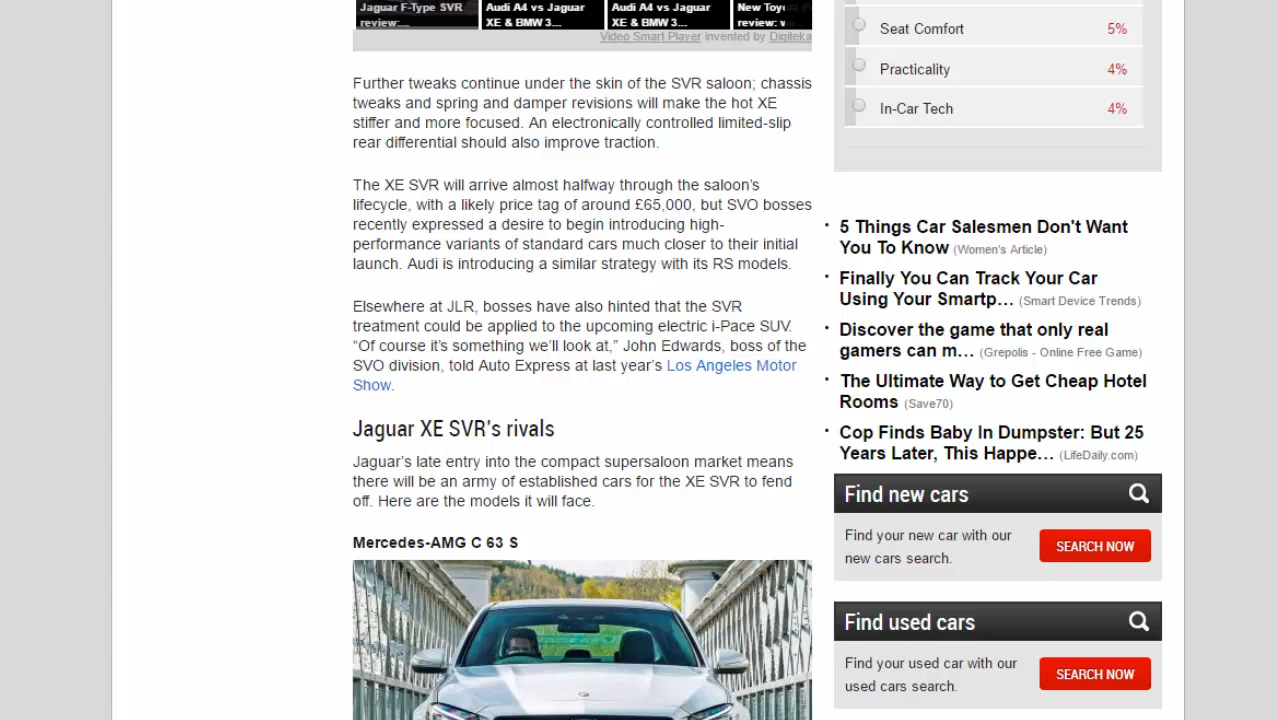 Jaguar F-Type SVR
review:...
Audi A4 vs Jaguar
XE & BMW 3...
Audi A4 vs Jaguar
XE & BMW 3...
New Toyota P
review: w
Video Smart Player invented by Digiteka
Further tweaks continue under the skin of the SVR saloon; chassis
tweaks and spring and damper revisions will make the hot XE
stiffer and more focused. An electronically controlled limited-slip
rear differential should also improve traction.
The XE SVR will arrive almost halfway through the saloon’s
lifecycle, with a likely price tag of around £65,000, but SVO bosses
recently expressed a desire to begin introducing high-
performance variants of standard cars much closer to their initial
launch. Audi is introducing a similar strategy with its RS models.
Elsewhere at JLR, bosses have also hinted that the SVR
treatment could be applied to the upcoming electric i-Pace SUV.
“Of course it’s something we’ll look at,” John Edwards, boss of the
SVO division, told Auto Express at last year’s Los Angeles Motor
Show.
Jaguar XE SVR’s rivals
Jaguar’s late entry into the compact supersaloon market means
there will be an army of established cars for the XE SVR to fend
off. Here are the models it will face.
Mercedes-AMG C 63 S
Seat Comfort 5%
Practicality 4%
In-Car Tech 4%
5 Things Car Salesmen Don't Want
You To Know (Women's Article)
Finally You Can Track Your Car
Using Your Smartp… (Smart Device Trends)
Discover the game that only real
gamers can m… (Grepolis - Online Free Game)
The Ultimate Way to Get Cheap Hotel
Rooms (Save70)
Cop Finds Baby In Dumpster: But 25
Years Later, This Happe… (LifeDaily.com)
Find new cars
Find your new car with our
new cars search.
SEARCH NOW
Find used cars
Find your used car with our
used cars search.
SEARCH NOW